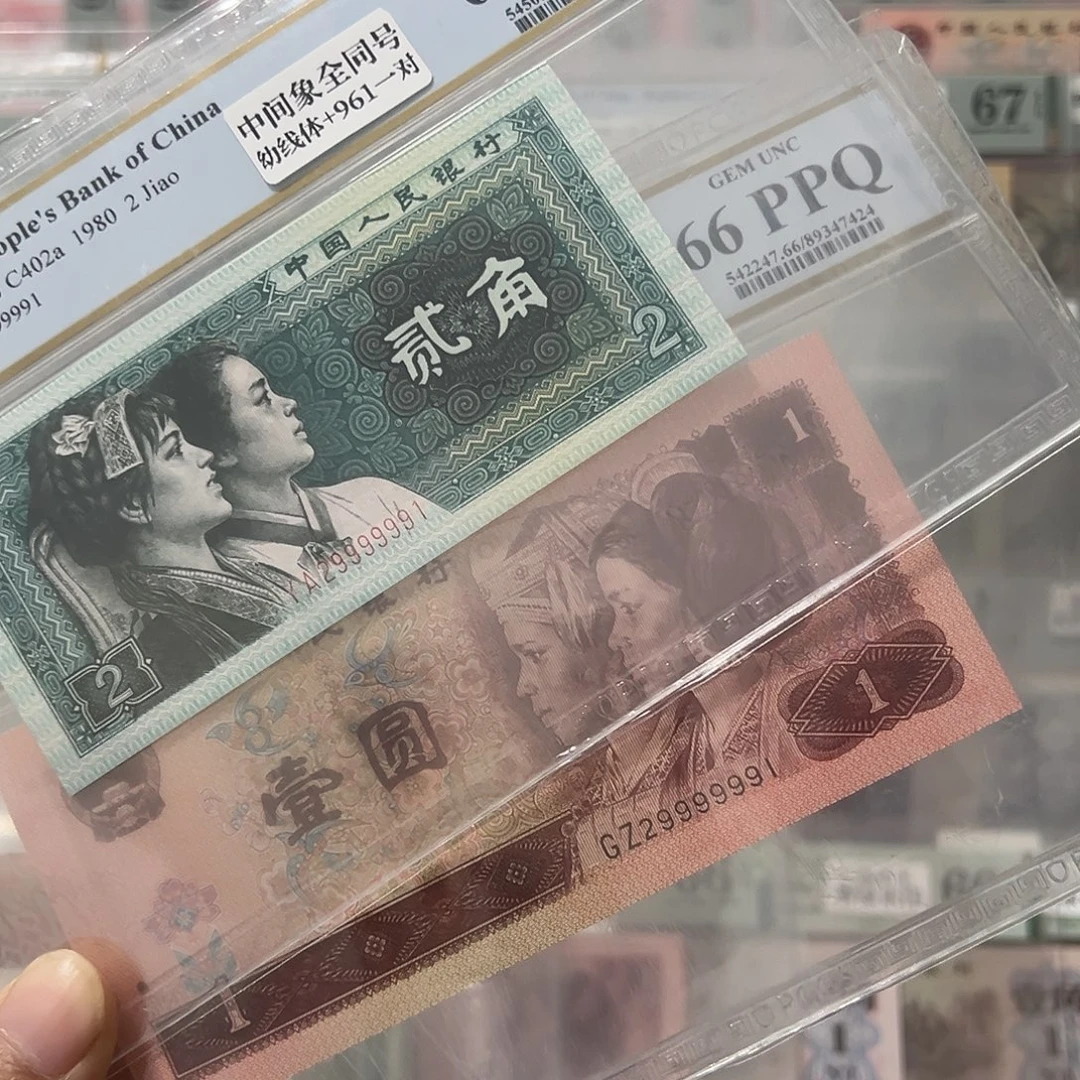 中间象全同号
幼线体+961一对
ople's Bank of China
C402a 1980 2 Jiao
9991
GEM UNC
66 PPQ
542247.66/89347424
67
中国人民银行
贰角
2
YA29999991
2
1
壹圆
1
GZ29999991
1